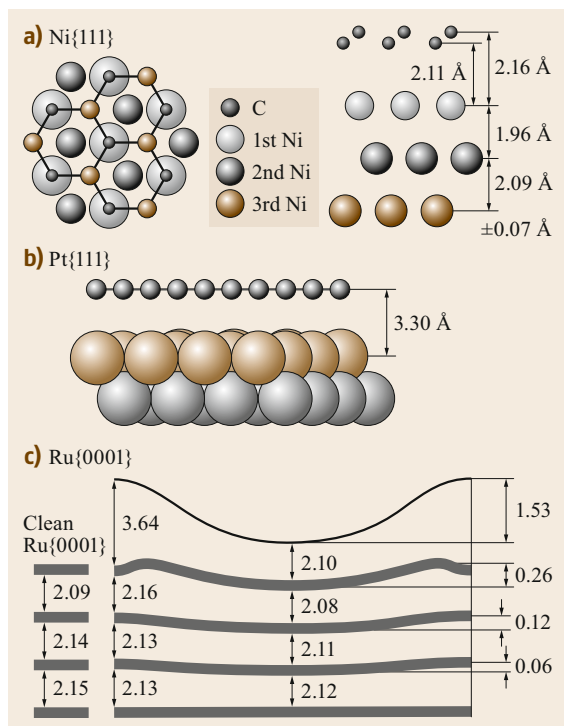 a) Ni{111}
C
1st Ni
2nd Ni
3rd Ni
2.11 Å
2.16 Å
1.96 Å
2.09 Å
±0.07 Å
b) Pt{111}
3.30 Å
c) Ru{0001}
Clean
Ru{0001}
3.64
1.53
2.10
0.26
2.09
2.16
2.08
0.12
2.14
2.13
2.11
0.06
2.15
2.13
2.12